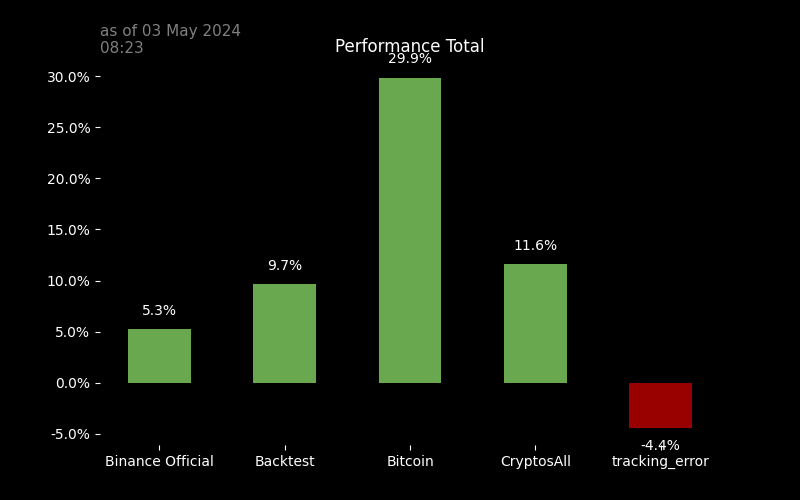 as of 03 May 2024
08:23
Performance Total
29.9%
30.0%
25.0%
20.0%
15.0%
10.0%
5.0%
0.0%
-5.0%
5.3%
9.7%
11.6%
-4.4%
Binance Official
Backtest
Bitcoin
CryptosAll
tracking_error